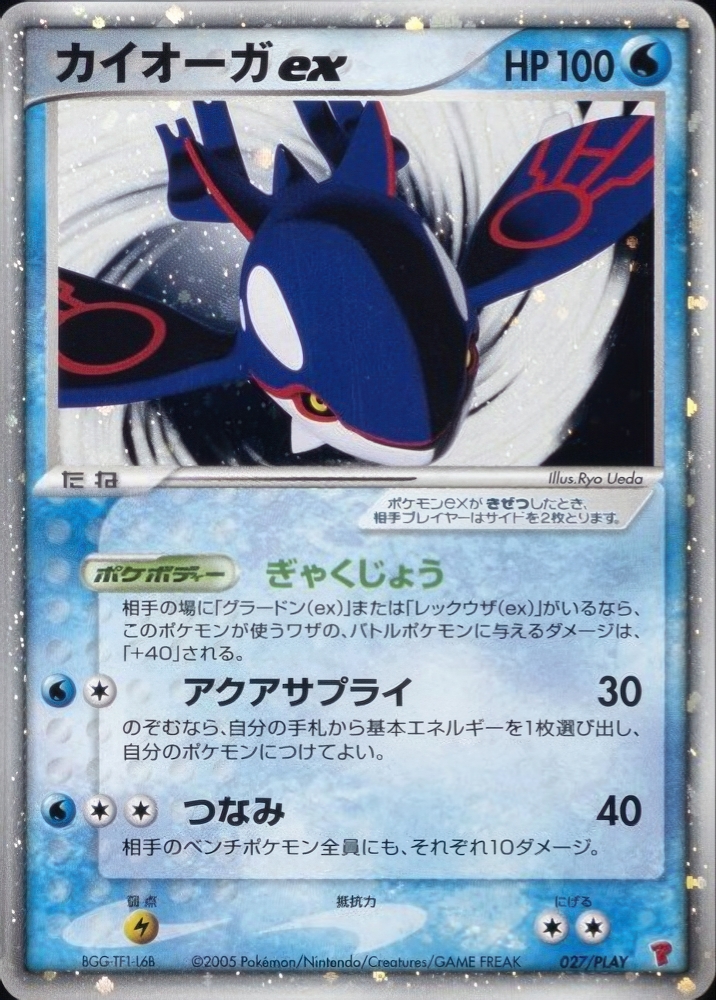 カイオーガex HP100
たね
Illus.Ryo Ueda
ポケモンexが きぜつしたとき、
相手プレイヤーはサイドを2枚とります。
ポケボディー ぎゃくじょう
相手の場に「グラードン(ex)」または「レックウザ(ex)」がいるなら、
このポケモンが使うワザの、バトルポケモンに与えるダメージは、
「+40」される。
アクアサプライ 30
のぞむなら、自分の手札から基本エネルギーを1枚選び出し、
自分のポケモンにつけてよい。
つなみ 40
相手のベンチポケモン全員にも、それぞれ10ダメージ。
弱点 抵抗力 にげる
BGG-TF1-L6B ©2005 Pokémon/Nintendo/Creatures/GAME FREAK 027/PLAY P